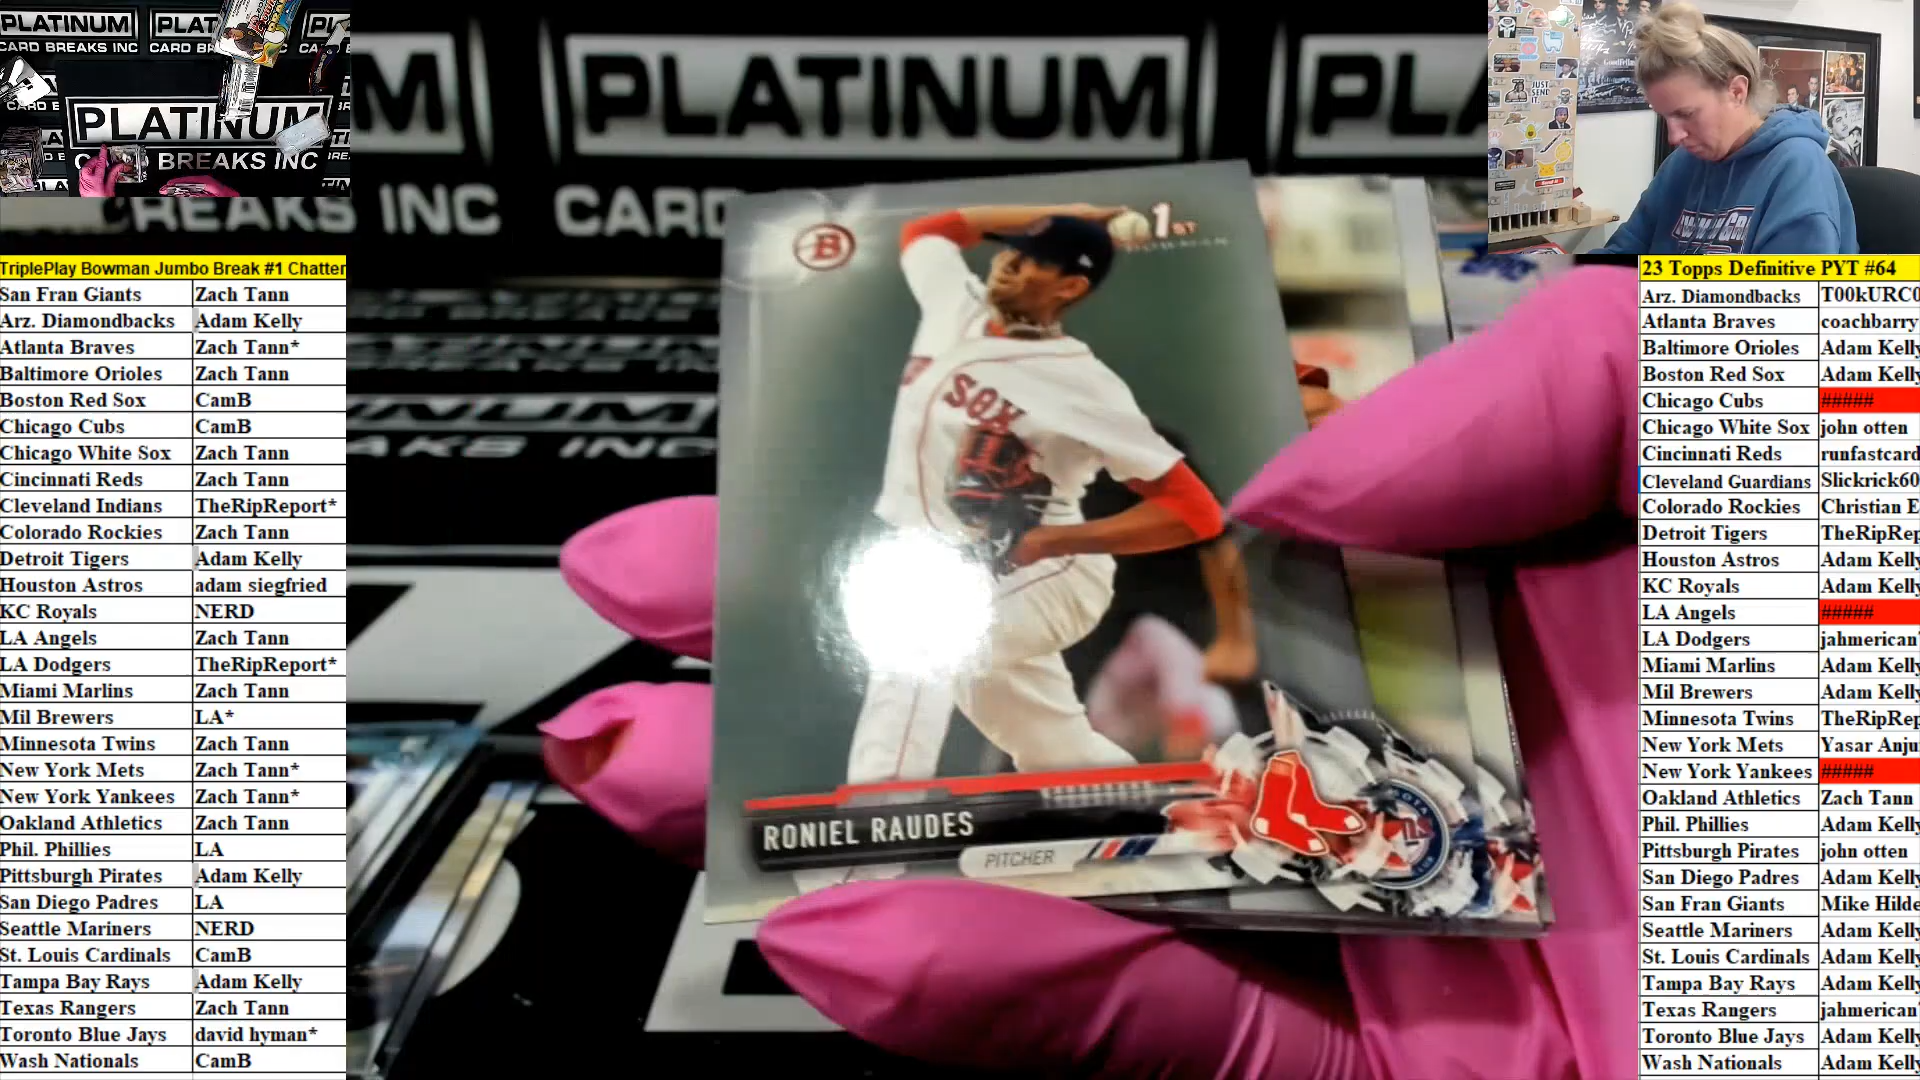 PLATINUM
CARD BREAKS INC
PLATINUM
BREAKS INC
PLATINUM
BREAKS INC CARD
B
1ST
BOWMAN
SOX
RONIEL RAUDES
PITCHER
JUST
SEND
IT.
GoodFellas
TriplePlay Bowman Jumbo Break #1 Chatter
San Fran Giants Zach Tann
Arz. Diamondbacks Adam Kelly
Atlanta Braves Zach Tann*
Baltimore Orioles Zach Tann
Boston Red Sox CamB
Chicago Cubs CamB
Chicago White Sox Zach Tann
Cincinnati Reds Zach Tann
Cleveland Indians TheRipReport*
Colorado Rockies Zach Tann
Detroit Tigers Adam Kelly
Houston Astros adam siegfried
KC Royals NERD
LA Angels Zach Tann
LA Dodgers TheRipReport*
Miami Marlins Zach Tann
Mil Brewers LA*
Minnesota Twins Zach Tann
New York Mets Zach Tann*
New York Yankees Zach Tann*
Oakland Athletics Zach Tann
Phil. Phillies LA
Pittsburgh Pirates Adam Kelly
San Diego Padres LA
Seattle Mariners NERD
St. Louis Cardinals CamB
Tampa Bay Rays Adam Kelly
Texas Rangers Zach Tann
Toronto Blue Jays david hyman*
Wash Nationals CamB
23 Topps Definitive PYT #64
Arz. Diamondbacks T00kURC0
Atlanta Braves coachbarry
Baltimore Orioles Adam Kelly
Boston Red Sox Adam Kelly
Chicago Cubs #####
Chicago White Sox john otten
Cincinnati Reds runfastcard
Cleveland Guardians Slickrick60
Colorado Rockies Christian E
Detroit Tigers TheRipRep
Houston Astros Adam Kelly
KC Royals Adam Kelly
LA Angels #####
LA Dodgers jahmerican
Miami Marlins Adam Kelly
Mil Brewers Adam Kelly
Minnesota Twins TheRipRep
New York Mets Yasar Anju
New York Yankees #####
Oakland Athletics Zach Tann
Phil. Phillies Adam Kelly
Pittsburgh Pirates john otten
San Diego Padres Adam Kelly
San Fran Giants Mike Hilde
Seattle Mariners Adam Kelly
St. Louis Cardinals Adam Kelly
Tampa Bay Rays Adam Kelly
Texas Rangers jahmerican
Toronto Blue Jays Adam Kelly
Wash Nationals Adam Kelly